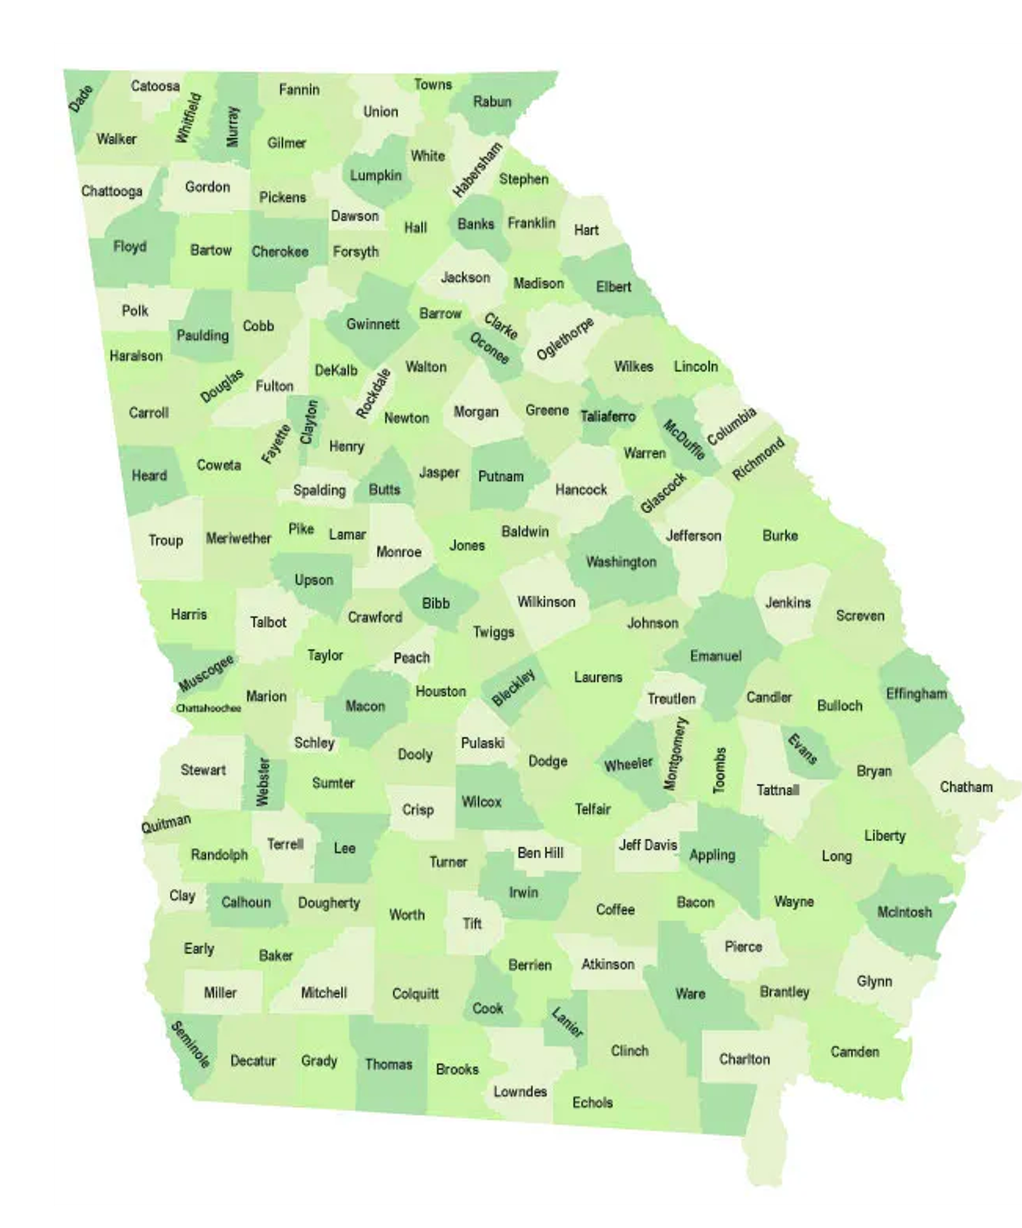 Dade
Catoosa
Whitfield
Murray
Fannin
Union
Towns
Rabun
Walker
Gilmer
White
Habersham
Stephen
Chattooga
Gordon
Pickens
Lumpkin
Dawson
Hall
Banks
Franklin
Hart
Floyd
Bartow
Cherokee
Forsyth
Jackson
Madison
Elbert
Polk
Paulding
Cobb
Gwinnett
Barrow
Clarke
Oconee
Oglethorpe
Haralson
Douglas
Fulton
DeKalb
Rockdale
Walton
Wilkes
Lincoln
Carroll
Fayette
Clayton
Henry
Newton
Morgan
Greene
Taliaferro
McDuffie
Columbia
Richmond
Heard
Coweta
Spalding
Butts
Jasper
Putnam
Hancock
Warren
Glascock
Troup
Meriwether
Pike
Lamar
Monroe
Jones
Baldwin
Washington
Jefferson
Burke
Upson
Harris
Talbot
Crawford
Bibb
Twiggs
Wilkinson
Johnson
Emanuel
Jenkins
Screven
Muscogee
Chattahoochee
Marion
Taylor
Peach
Macon
Houston
Bleckley
Laurens
Treutlen
Candler
Bulloch
Effingham
Stewart
Webster
Schley
Sumter
Dooly
Pulaski
Dodge
Wheeler
Montgomery
Toombs
Tattnall
Evans
Bryan
Chatham
Quitman
Randolph
Terrell
Lee
Crisp
Wilcox
Telfair
Turner
Ben Hill
Jeff Davis
Appling
Long
Liberty
Clay
Calhoun
Dougherty
Worth
Tift
Irwin
Coffee
Bacon
Wayne
McIntosh
Early
Baker
Miller
Mitchell
Colquitt
Berrien
Cook
Atkinson
Lanier
Ware
Pierce
Brantley
Glynn
Seminole
Decatur
Grady
Thomas
Brooks
Lowndes
Echols
Clinch
Charlton
Camden